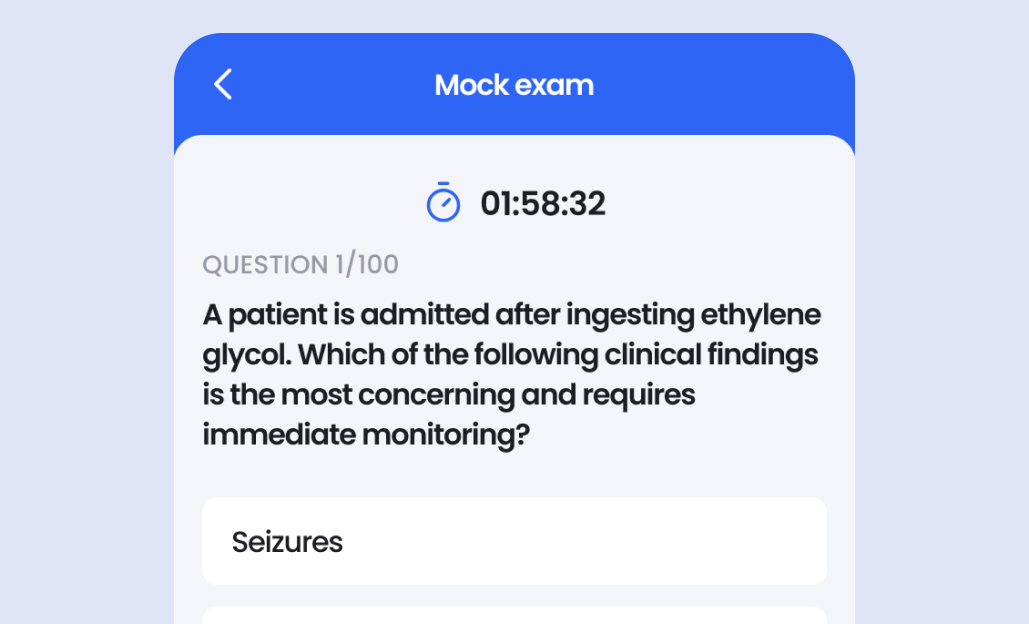 Mock exam
01:58:32
QUESTION 1/100
A patient is admitted after ingesting ethylene
glycol. Which of the following clinical findings
is the most concerning and requires
immediate monitoring?
Seizures